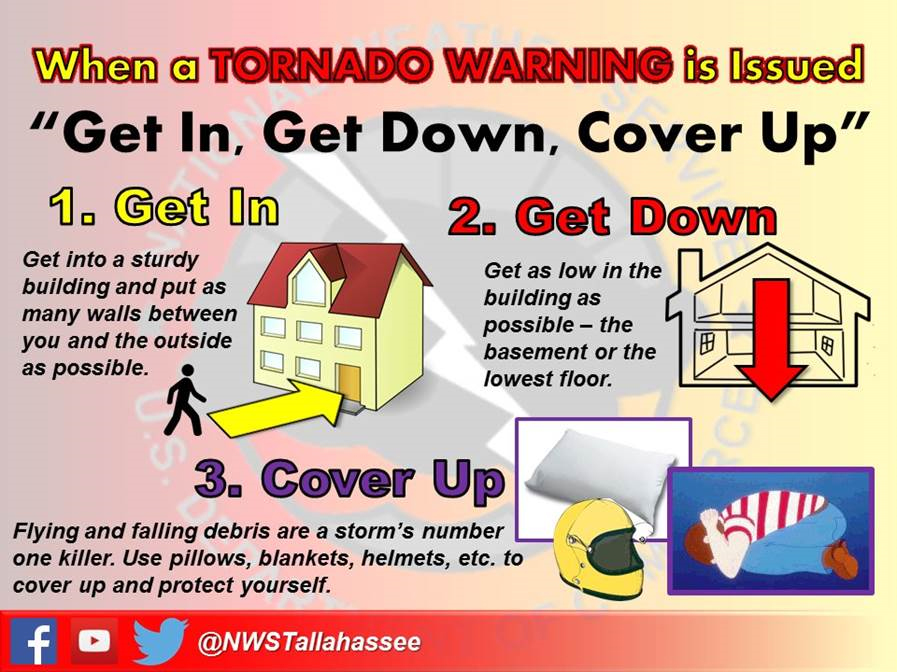 When a TORNADO WARNING is Issued
“Get In, Get Down, Cover Up”
1. Get In
Get into a sturdy
building and put as
many walls between
you and the outside
as possible.
2. Get Down
Get as low in the
building as
possible – the
basement or the
lowest floor.
3. Cover Up
Flying and falling debris are a storm’s number
one killer. Use pillows, blankets, helmets, etc. to
cover up and protect yourself.
@NWSTallahassee